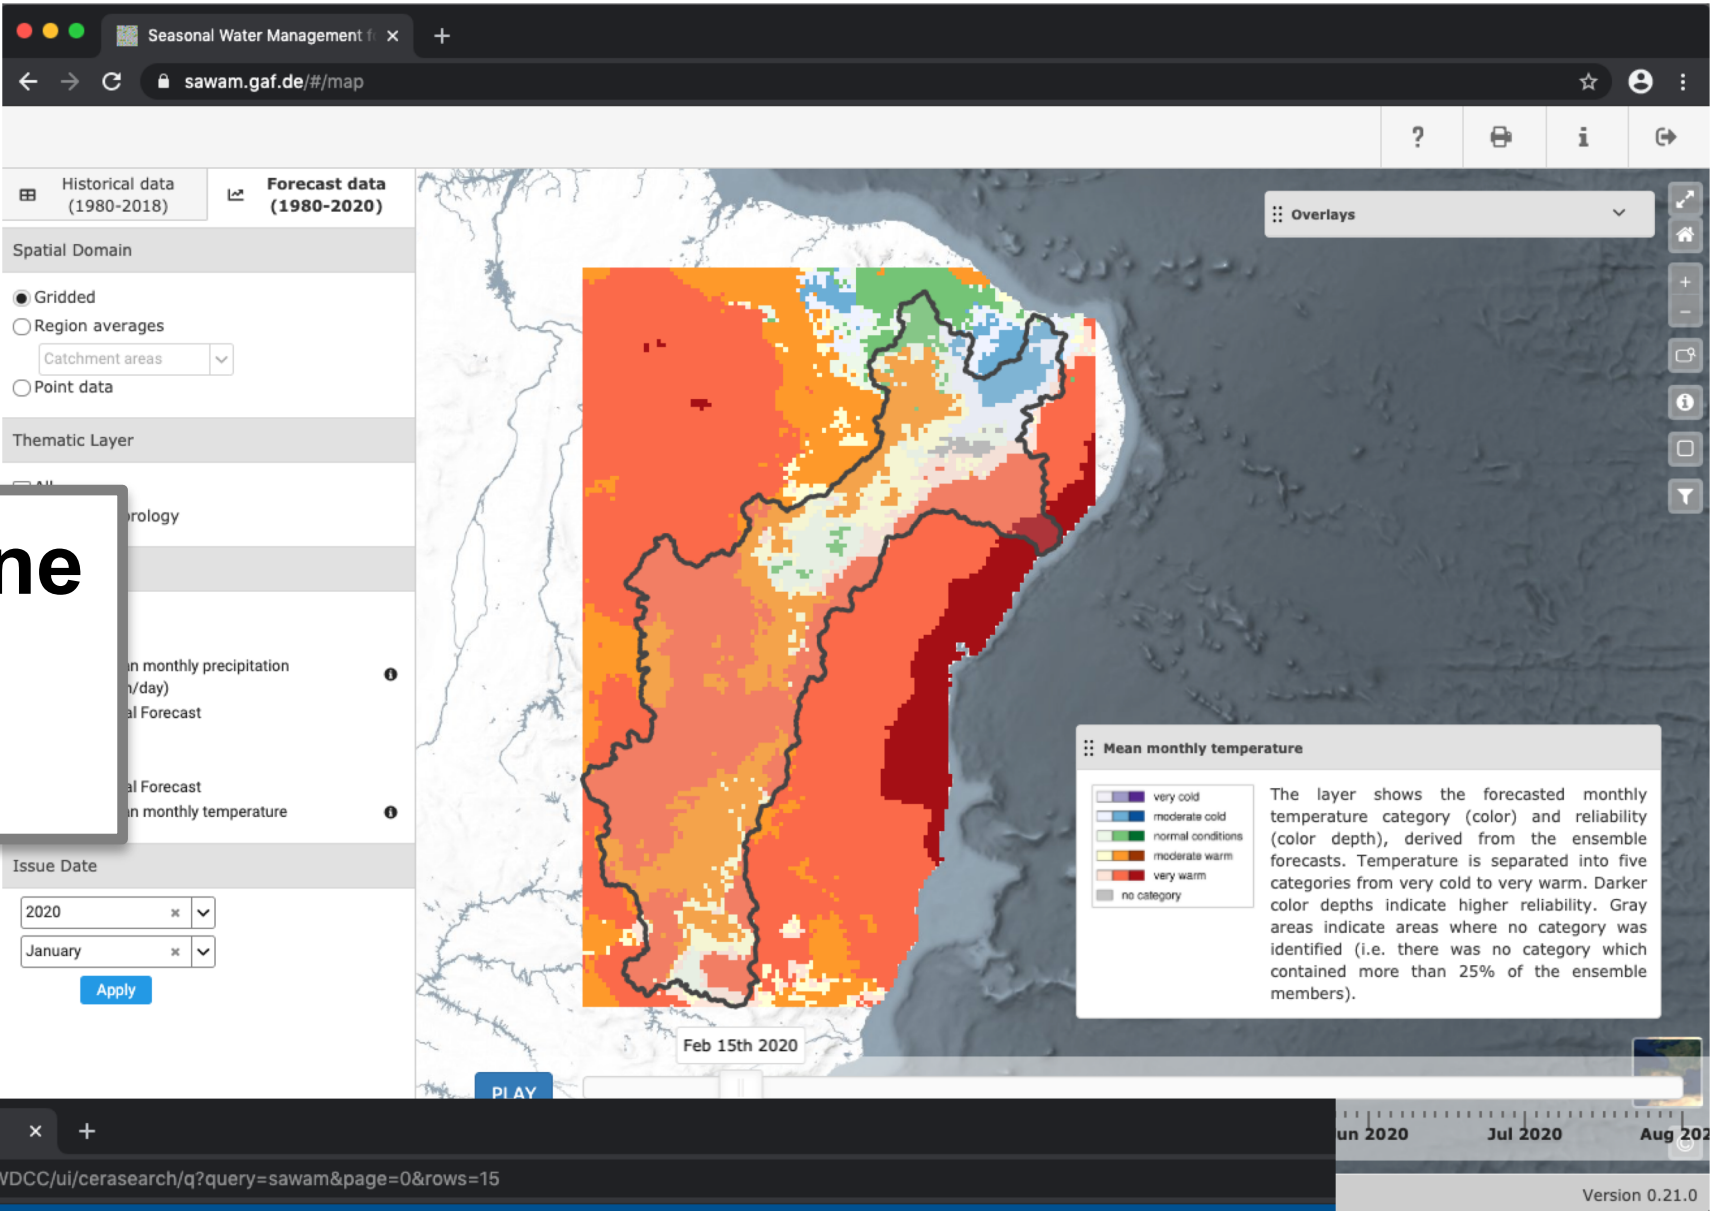 Seasonal Water Management f
sawam.gaf.de/#/map
Historical data
(1980-2018)
Forecast data
(1980-2020)
Spatial Domain
Gridded
Region averages
Catchment areas
Point data
Thematic Layer
All
rology
ne
n monthly precipitation
n/day)
al Forecast
al Forecast
n monthly temperature
Issue Date
2020
January
Apply
Overlays
Mean monthly temperature
very cold
moderate cold
normal conditions
moderate warm
very warm
no category
The layer shows the forecasted monthly
temperature category (color) and reliability
(color depth), derived from the ensemble
forecasts. Temperature is separated into five
categories from very cold to very warm. Darker
color depths indicate higher reliability. Gray
areas indicate areas where no category was
identified (i.e. there was no category which
contained more than 25% of the ensemble
members).
Feb 15th 2020
PLAY
un 2020 Jul 2020 Aug 202
WDCC/ui/cerasearch/q?query=sawam&page=0&rows=15
Version 0.21.0